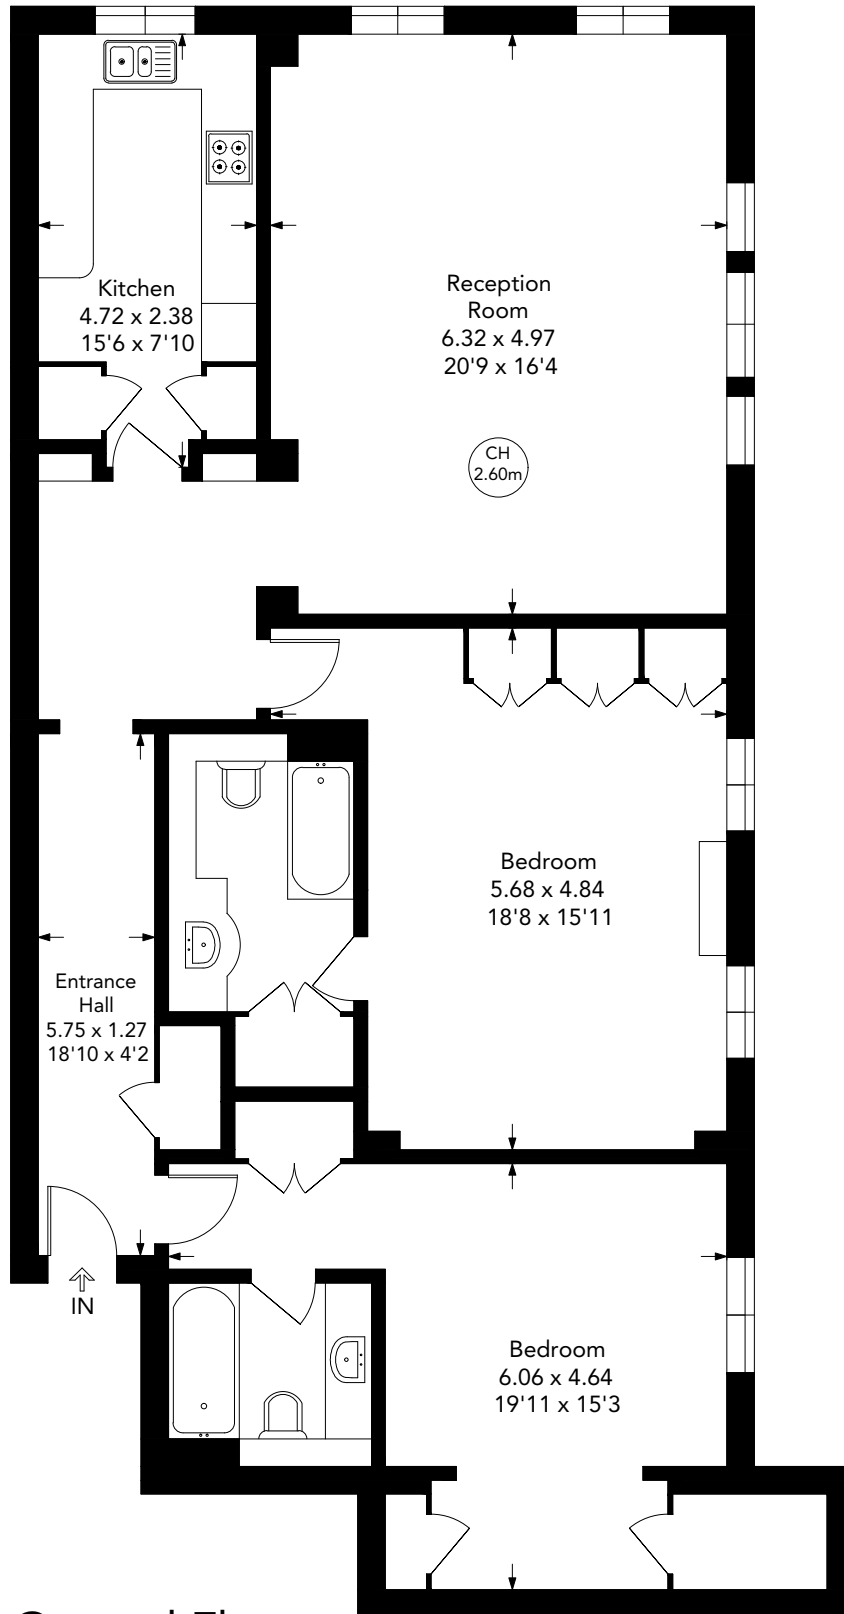 Kitchen
4.72 x 2.38
15'6 x 7'10
Reception
Room
6.32 x 4.97
20'9 x 16'4
CH
2.60m
Bedroom
5.68 x 4.84
18'8 x 15'11
Entrance
Hall
5.75 x 1.27
18'10 x 4'2
IN
Bedroom
6.06 x 4.64
19'11 x 15'3